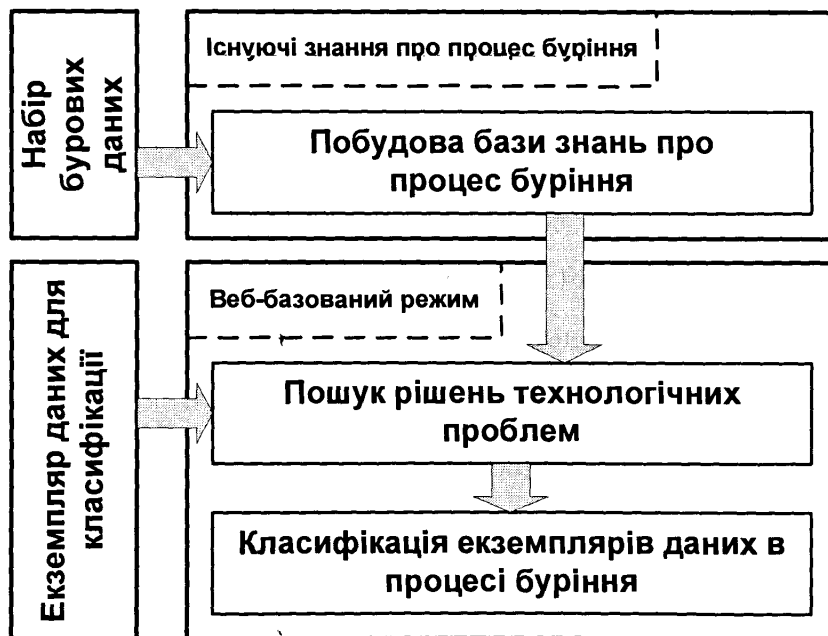 Набір
бурових
даних
Існуючі знання про процес буріння
Побудова бази знань про
процес буріння
Екземпляр даних для
класифікації
Веб-базований режим
Пошук рішень технологічних
проблем
Класифікація екземплярів даних в
процесі буріння